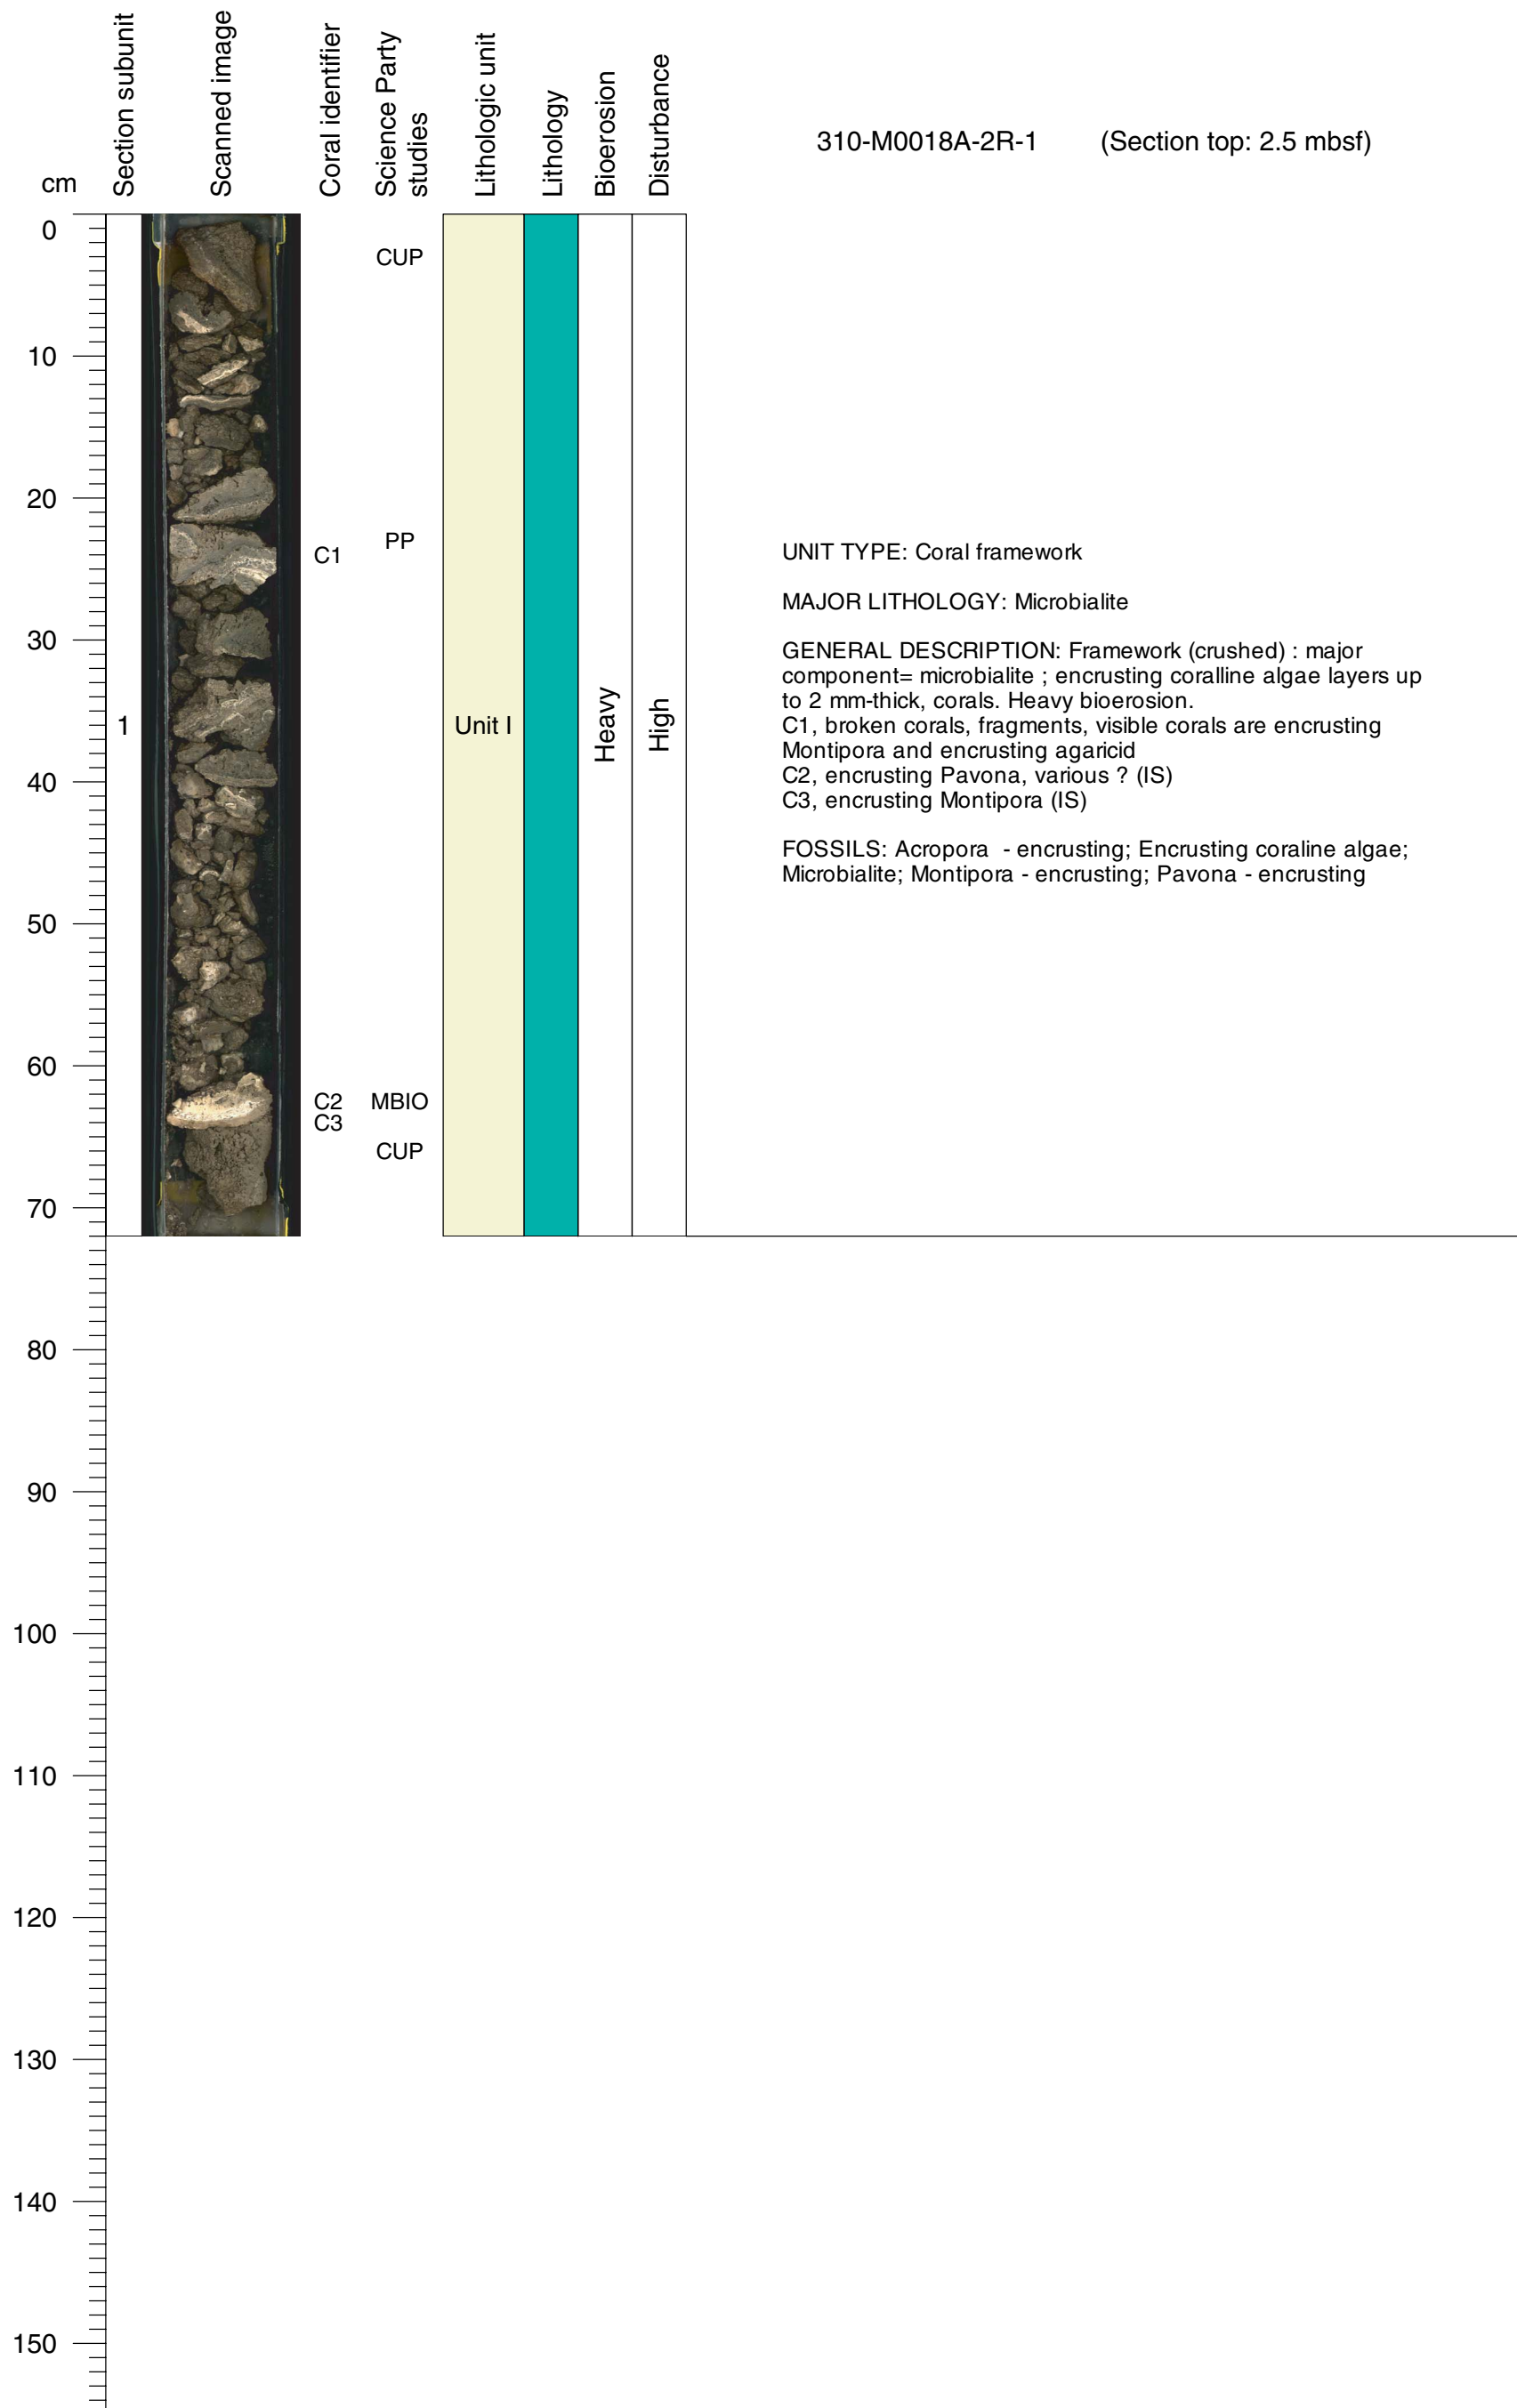 Section subunit
Scanned image
Coral identifier
Science Party
studies
Lithologic unit
Lithology
Bioerosion
Disturbance
310-M0018A-2R-1 (Section top: 2.5 mbsf)
cm
0
CUP
10
20
PP
C1
UNIT TYPE: Coral framework
MAJOR LITHOLOGY: Microbialite
30
GENERAL DESCRIPTION: Framework (crushed) : major
component= microbialite ; encrusting coralline algae layers up
to 2 mm-thick, corals. Heavy bioerosion.
1
Unit I
Heavy
High
C1, broken corals, fragments, visible corals are encrusting
Montipora and encrusting agaricid
C2, encrusting Pavona, various ? (IS)
C3, encrusting Montipora (IS)
40
FOSSILS: Acropora - encrusting; Encrusting coraline algae;
Microbialite; Montipora - encrusting; Pavona - encrusting
50
60
C2 MBIO
C3
CUP
70
80
90
100
110
120
130
140
150